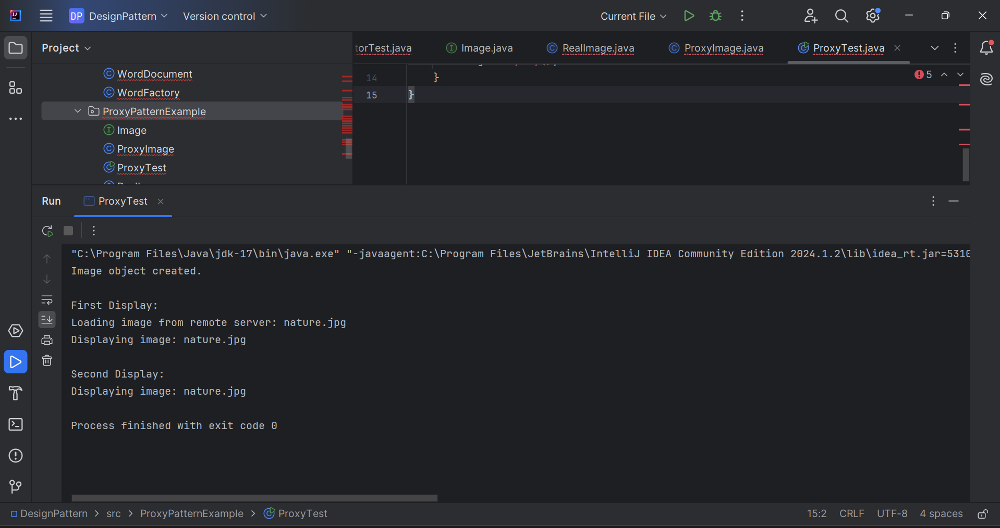 DP DesignPattern Version control Current File
Project
torTest.java Image.java RealImage.java ProxyImage.java ProxyTest.java
WordDocument
WordFactory
ProxyPatternExample
Image
ProxyImage
ProxyTest
14 }
15 }
5
Run ProxyTest
"C:\Program Files\Java\jdk-17\bin\java.exe" "-javaagent:C:\Program Files\JetBrains\IntelliJ IDEA Community Edition 2024.1.2\lib\idea_rt.jar=5310
Image object created.
First Display:
Loading image from remote server: nature.jpg
Displaying image: nature.jpg
Second Display:
Displaying image: nature.jpg
Process finished with exit code 0
DesignPattern > src > ProxyPatternExample > ProxyTest 15:2 CRLF UTF-8 4 spaces